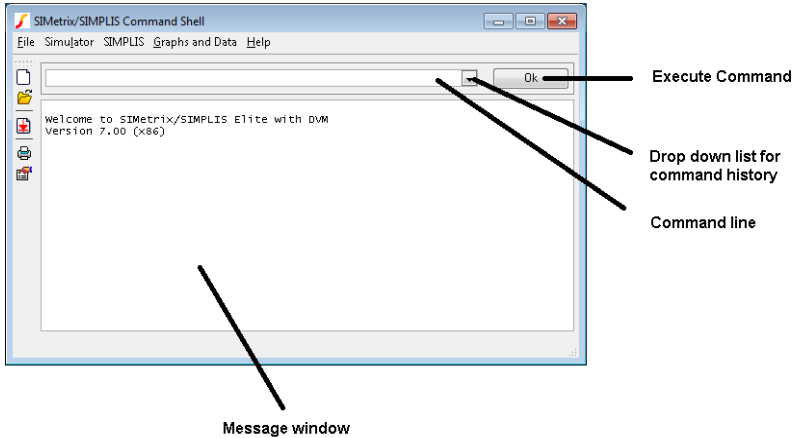 SIMetrix/SIMPLIS Command Shell
File Simulator SIMPLIS Graphs and Data Help
Ok
Execute Command
Welcome to SIMetrix/SIMPLIS Elite with DVM
Version 7.00 (x86)
Drop down list for
command history
Command line
Message window